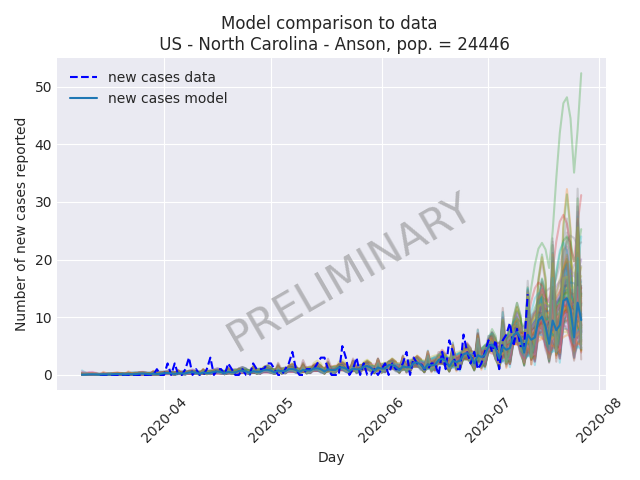 Model comparison to data
US - North Carolina - Anson, pop. = 24446
new cases data
new cases model
Number of new cases reported
50
40
30
20
10
0
PRELIMINARY
2020-04
2020-05
2020-06
2020-07
2020-08
Day